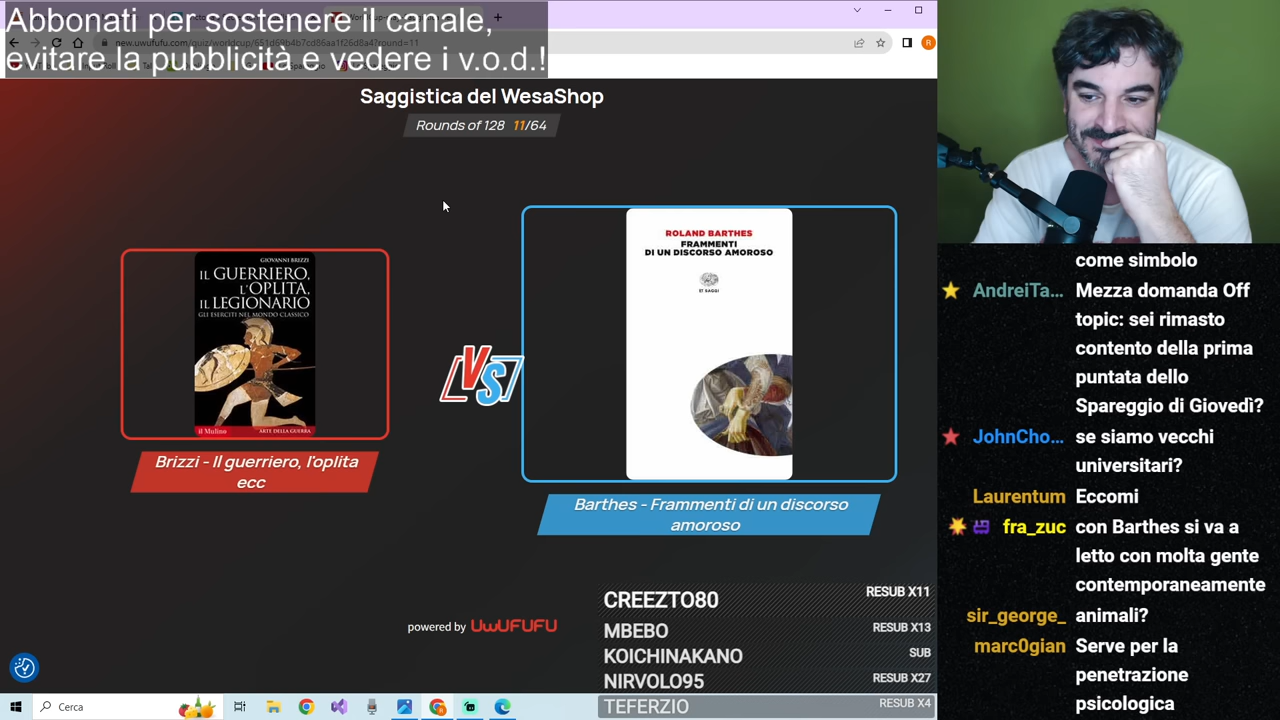 Abbonati per sostenere il canale,
evitare la pubblicità e vedere i v.o.d.!
Saggistica del WesaShop
Rounds of 128 11/64
GIOVANNI BRIZZI
IL GUERRIERO,
L'OPLITA,
IL LEGIONARIO
GLI ESERCITI NEL MONDO CLASSICO
il Mulino
ARTE DELLA GUERRA
Brizzi - Il guerriero, l'oplita
ecc
VS
ROLAND BARTHES
FRAMMENTI
DI UN DISCORSO AMOROSO
ET SAGGI
Barthes - Frammenti di un discorso
amoroso
powered by UWUFUFU
CREEZTO80 RESUB X11
MBEBO RESUB X13
KOICHINAKANO SUB
NIRVOLO95 RESUB X27
TEFERZIO RESUB X4
Cerca
come simbolo
AndreiTa... Mezza domanda Off
topic: sei rimasto
contento della prima
puntata dello
Spareggio di Giovedì?
JohnCho... se siamo vecchi
universitari?
Laurentum Eccomi
fra_zuc con Barthes si va a
letto con molta gente
contemporaneamente
sir_george_ animali?
marc0gian Serve per la
penetrazione
psicologica